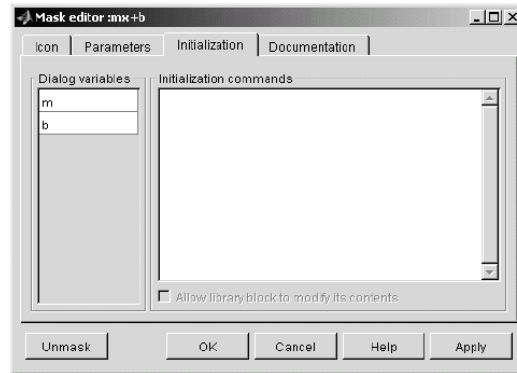 Mask editor :mx+b
Icon Parameters Initialization Documentation
Dialog variables
m
b
Initialization commands
Allow library block to modify its contents
Unmask OK Cancel Help Apply